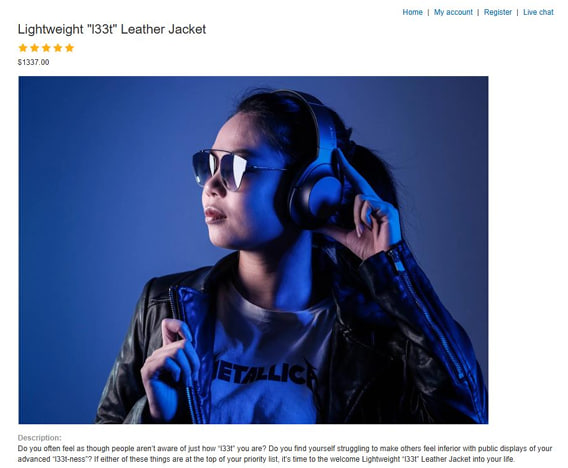 Home | My account | Register | Live chat
Lightweight "l33t" Leather Jacket
$1337.00
METALLICA
Description:
Do you often feel as though people aren't aware of just how "l33t" you are? Do you find yourself struggling to make others feel inferior with public displays of your
advanced "l33t-ness"? If either of these things are at the top of your priority list, it's time to the welcome Lightweight "l33t" Leather Jacket into your life.